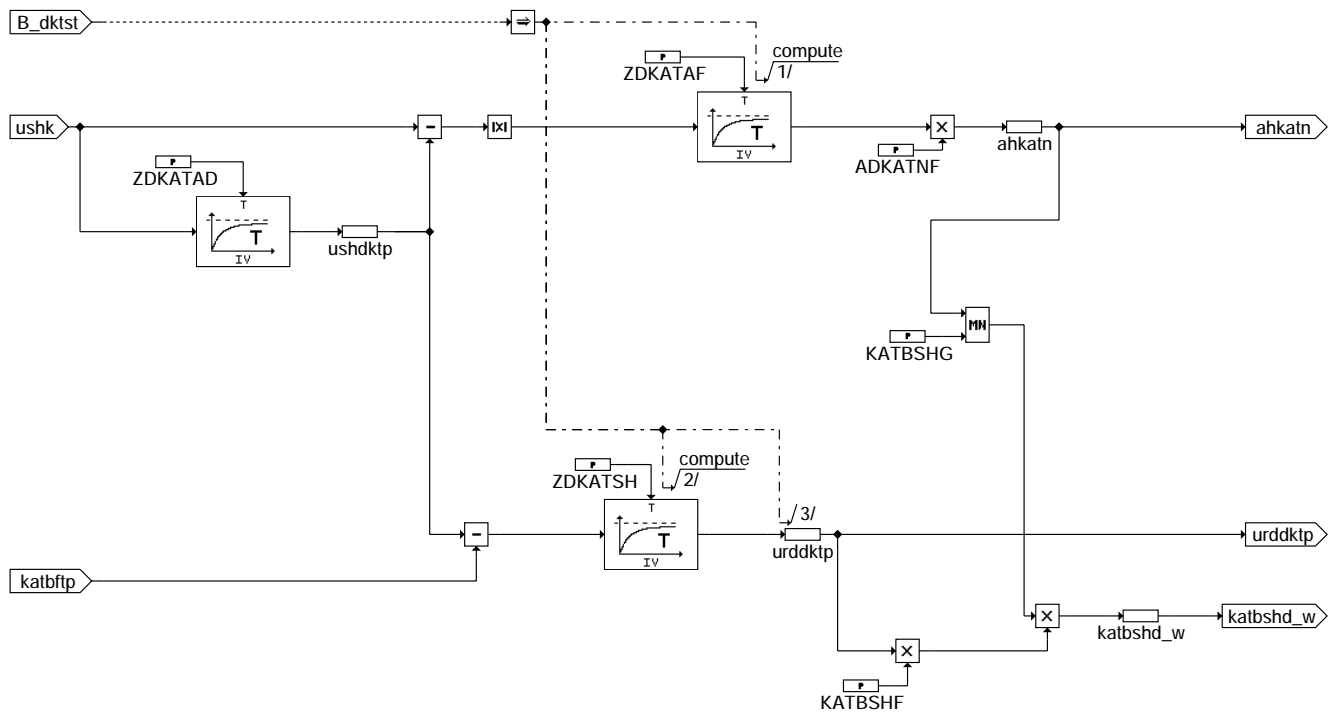 B_dktst
⇒
compute
1/
P
ZDKATAF
T
T
IV
ushk
-
|X|
X
ahkatn
ahkatn
P
ADKATNF
P
ZDKATAD
T
T
IV
ushdktp
P
KATBSHG
MN
P
ZDKATSH
compute
2/
T
T
IV
/3/
urddktp
-
urddktp
katbftp
X
katbshd_w
katbshd_w
X
P
KATBSHF